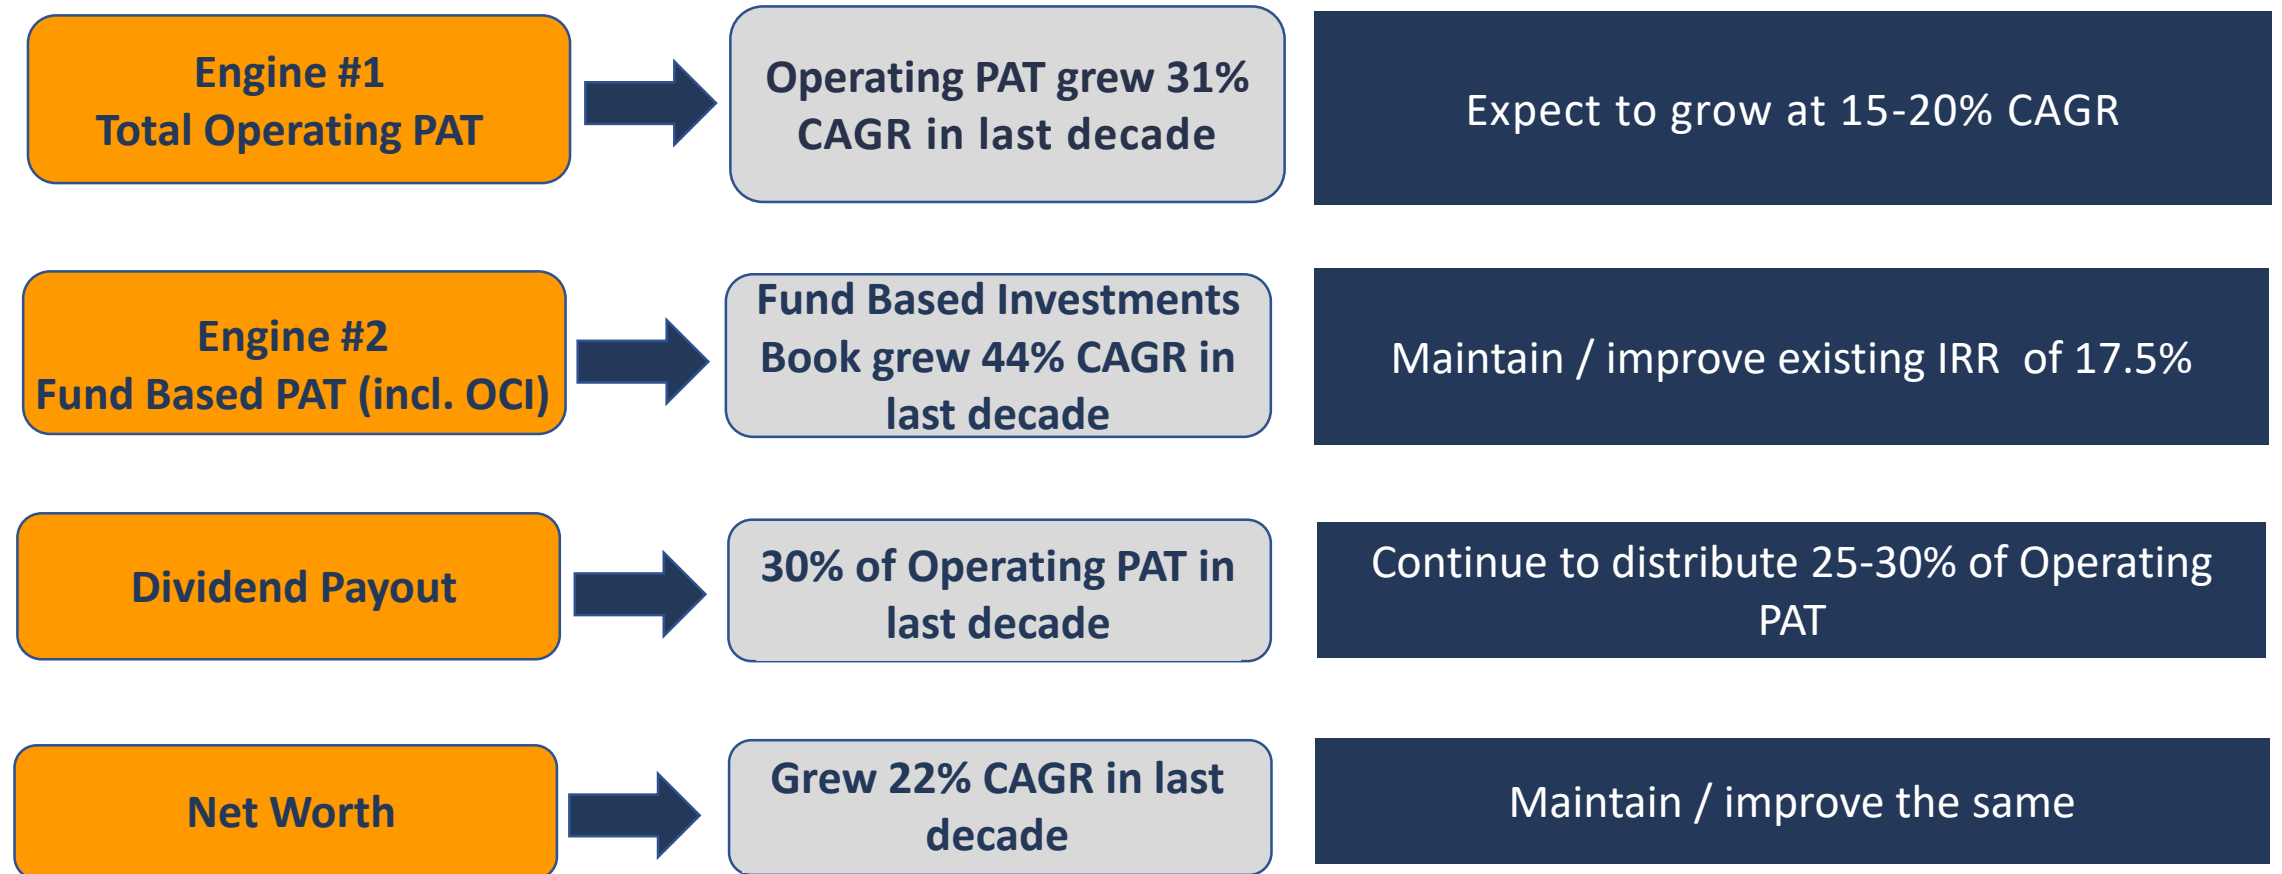 Engine #1
Total Operating PAT
Operating PAT grew 31%
CAGR in last decade
Expect to grow at 15-20% CAGR
Engine #2
Fund Based PAT (incl. OCI)
Fund Based Investments
Book grew 44% CAGR in
last decade
Maintain / improve existing IRR of 17.5%
Dividend Payout
30% of Operating PAT in
last decade
Continue to distribute 25-30% of Operating
PAT
Net Worth
Grew 22% CAGR in last
decade
Maintain / improve the same